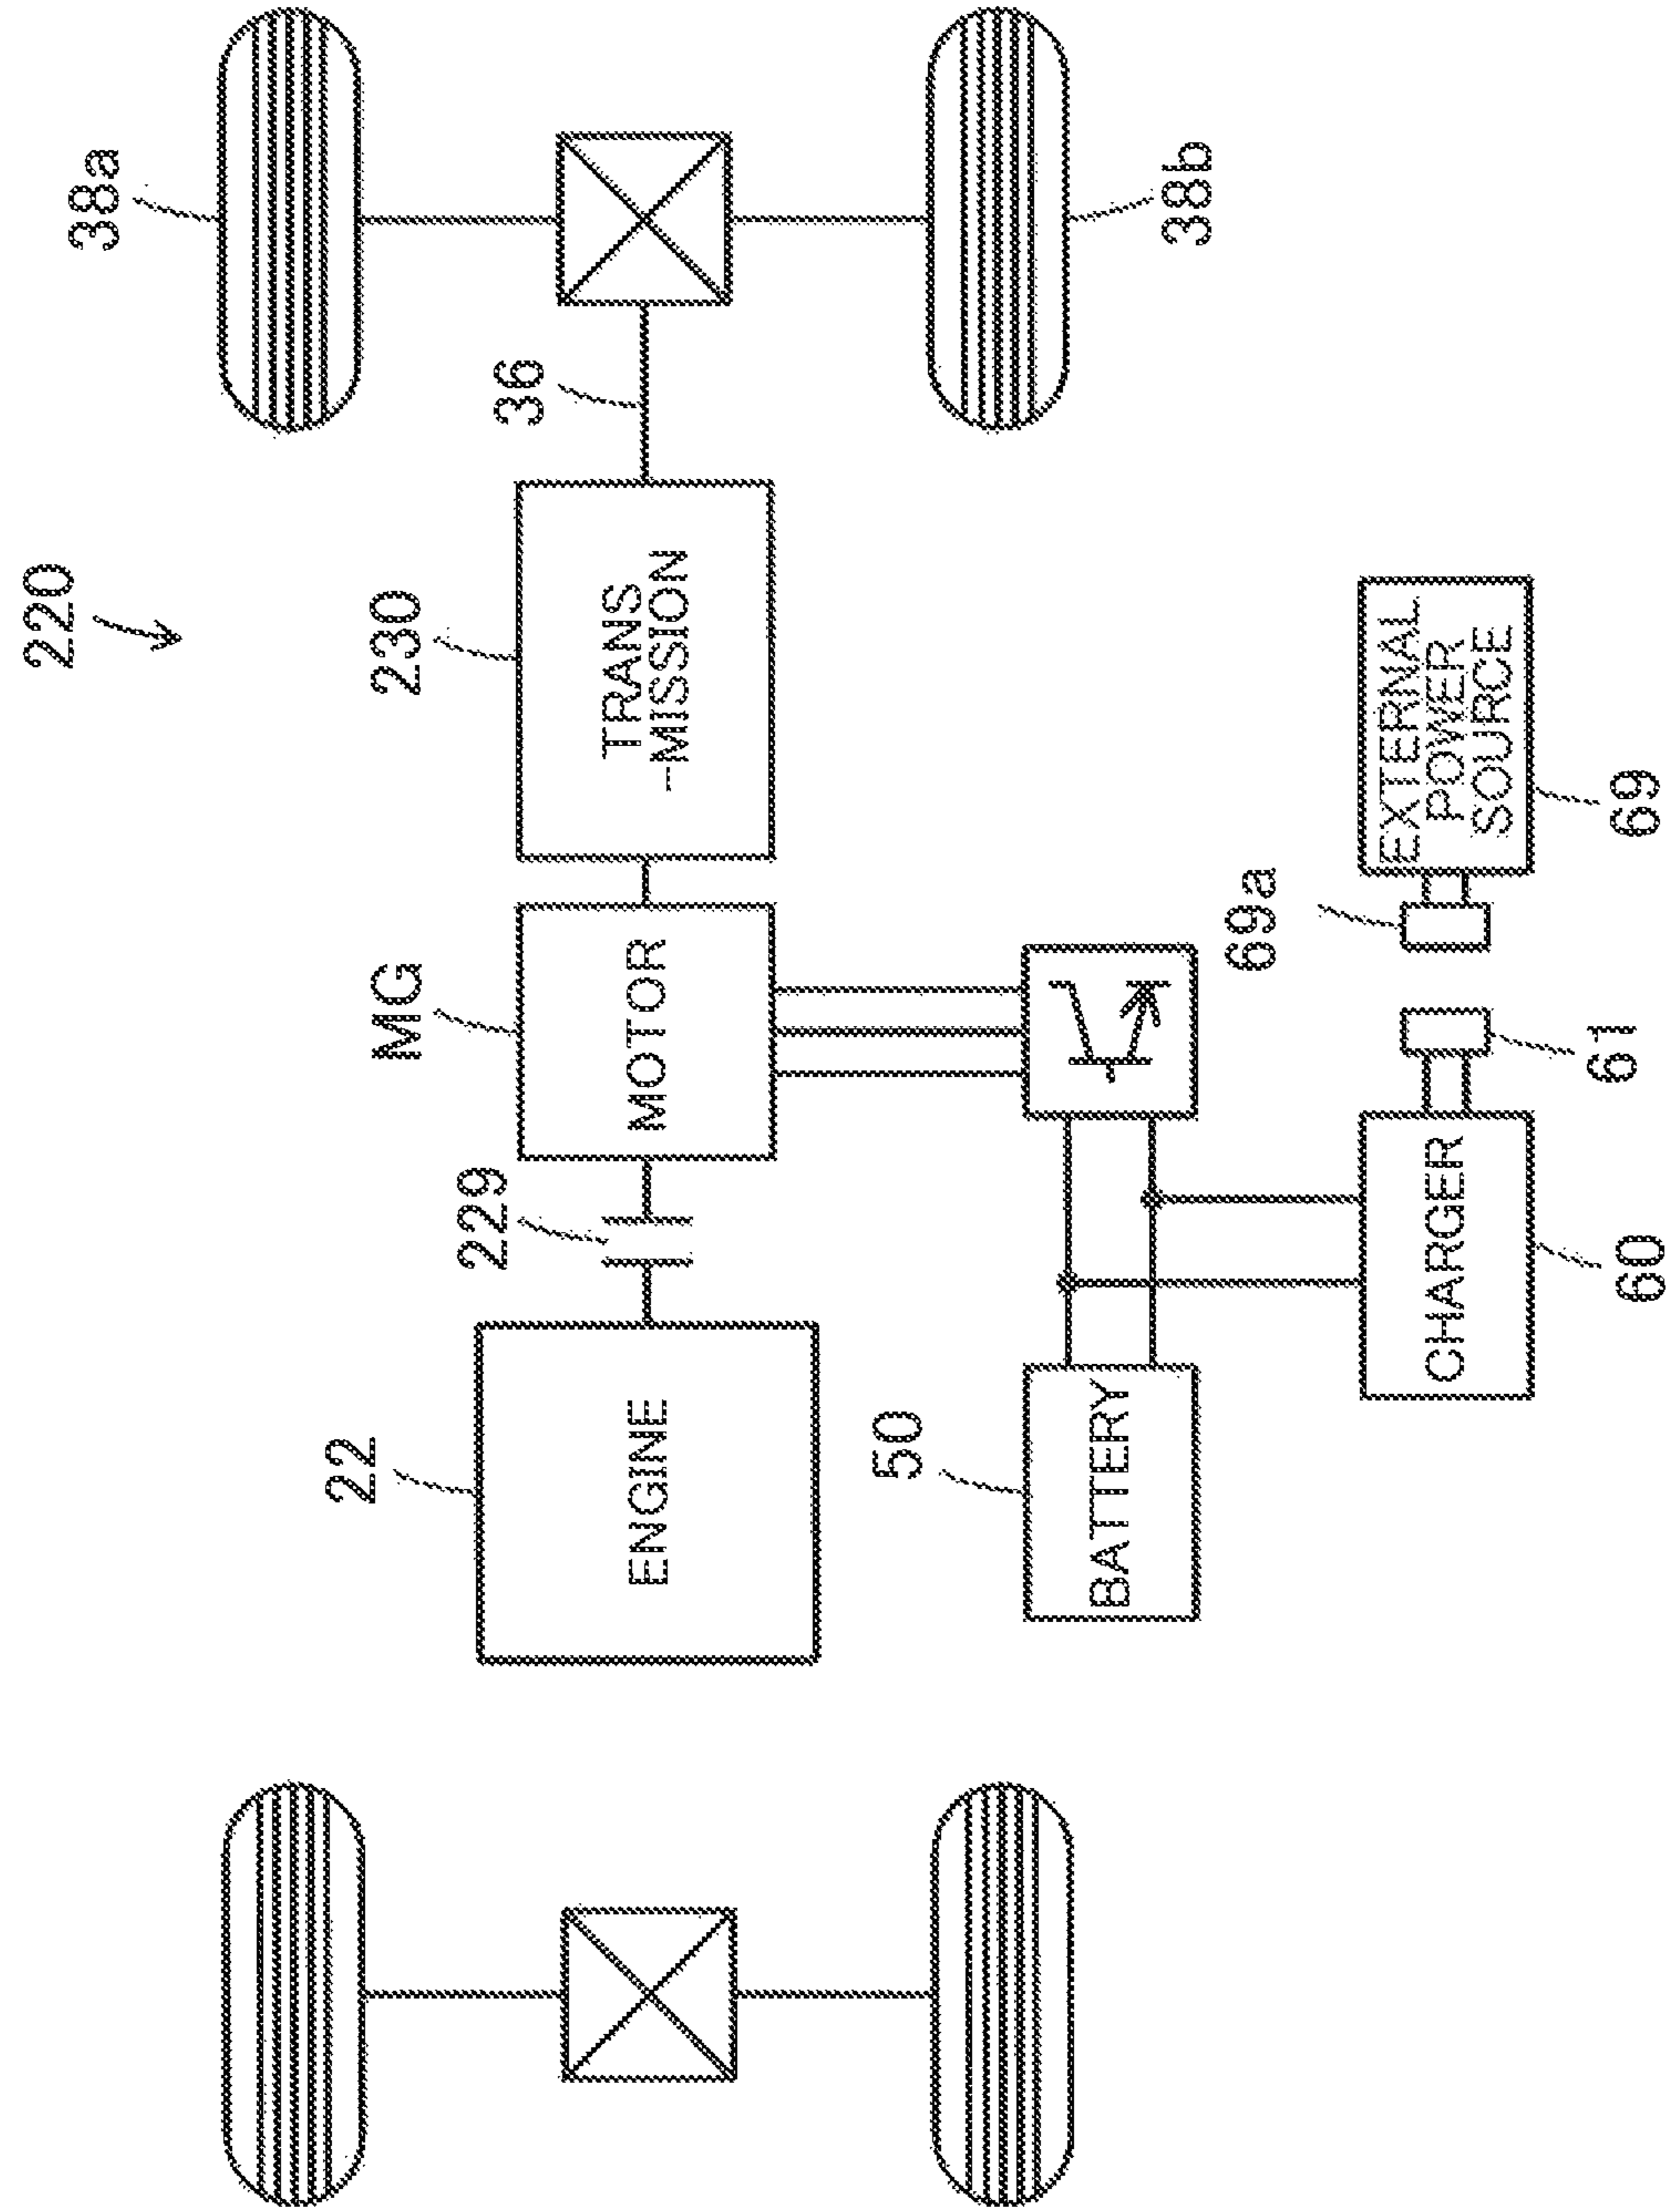 220
38a
38b
36
230
TRANS
-MISSION
MG
MOTOR
229
22
ENGINE
50
BATTERY
CHARGER
60
61
69a
EXTERNAL
POWER
SOURCE
69